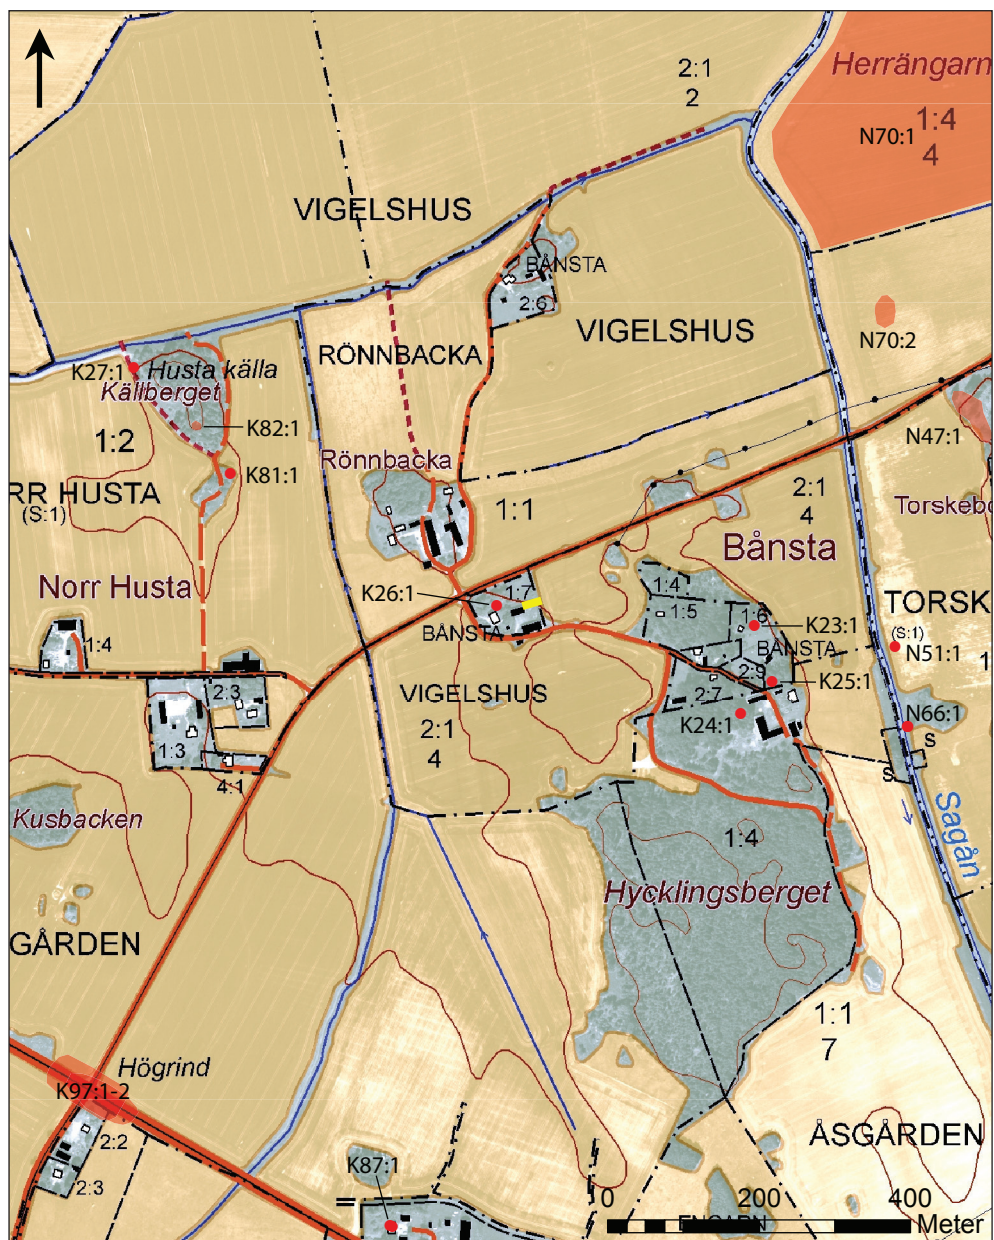 2:1
2
Herrängarn
N70:1
1:4
4
VIGELSHUS
BÅNSTA
2:6
VIGELSHUS
N70:2
RÖNNBACKA
K27:1
Husta källa
Källberget
K82:1
1:2
N47:1
Rönnbacka
K81:1
RR HUSTA
(S:1)
1:1
2:1
4
Torskebo
Bånsta
Norr Husta
K26:1
1:7
1:4
1:5
1:6
TORSK
(S:1)
K23:1
BÅNSTA
1:4
BÅNSTA
N51:1
1
2:9
K25:1
2:3
VIGELSHUS
2:7
2:1
4
K24:1
N66:1
S
1:3
S
4:1
Sagån
Kusbacken
1:4
Hycklingsberget
GÅRDEN
1:1
7
Högrind
K97:1-2
2:2
ÅSGÅRDEN
K87:1
2:3
0 200 400
ENGARN
Meter